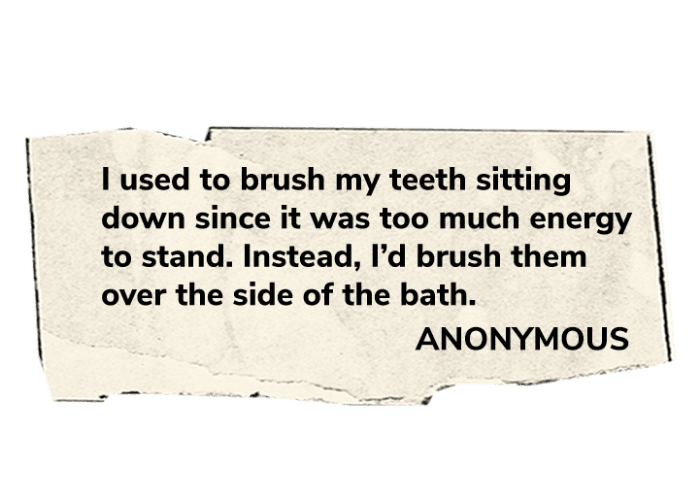 I used to brush my teeth sitting
down since it was too much energy
to stand. Instead, I’d brush them
over the side of the bath.
ANONYMOUS